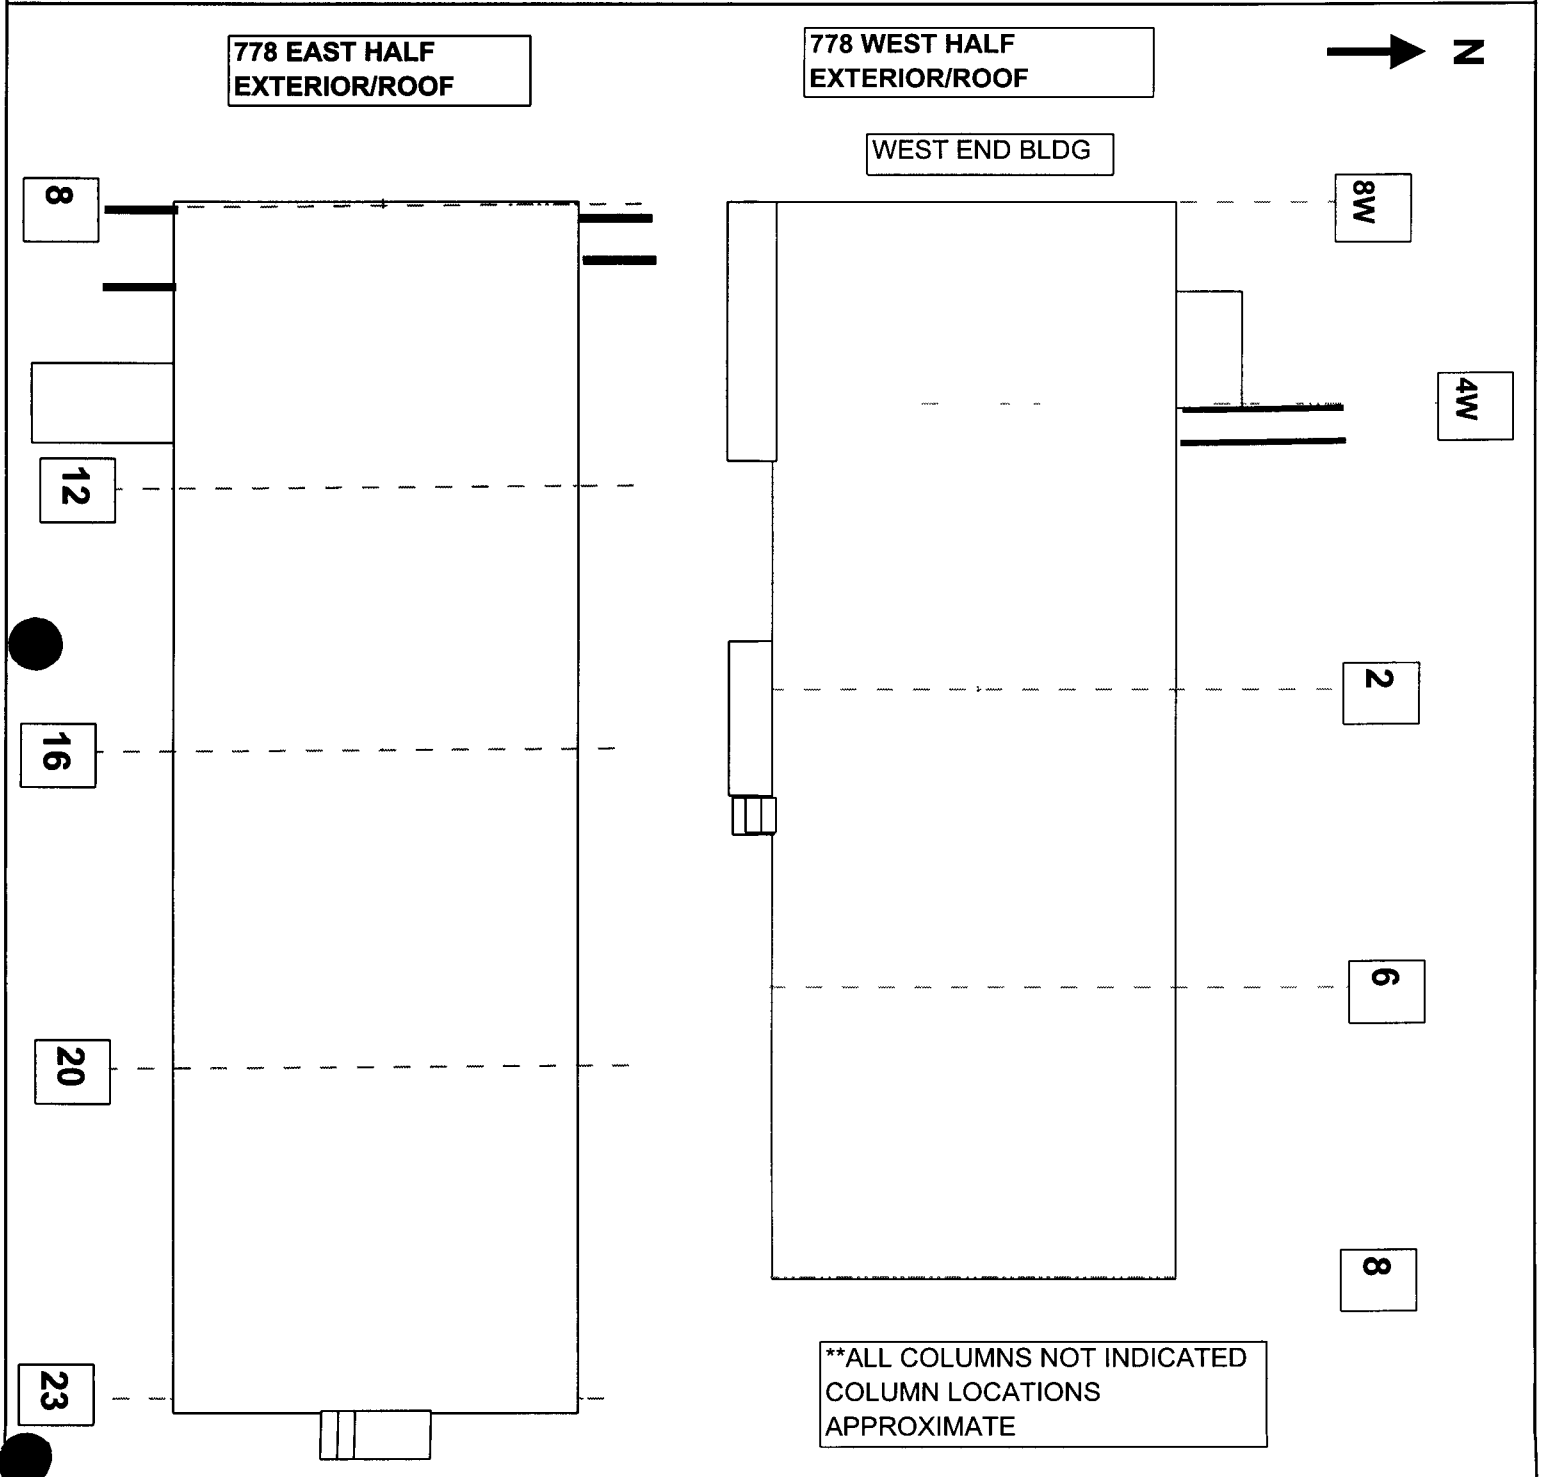 778 EAST HALF
EXTERIOR/ROOF
778 WEST HALF
EXTERIOR/ROOF
N
WEST END BLDG
8
8W
4W
12
2
16
6
20
8
23
**ALL COLUMNS NOT INDICATED
COLUMN LOCATIONS
APPROXIMATE